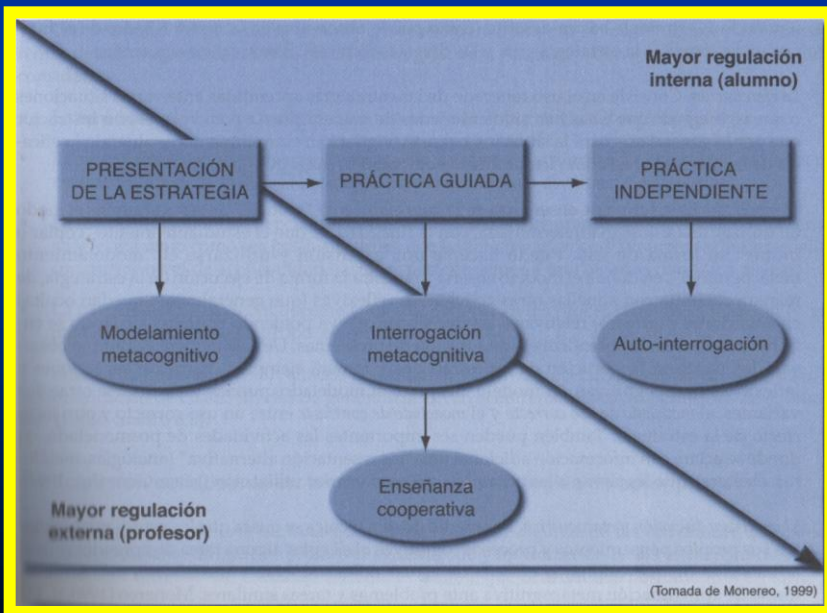 Mayor regulación
interna (alumno)
PRESENTACIÓN
DE LA ESTRATEGIA
PRÁCTICA GUIADA
PRÁCTICA
INDEPENDIENTE
Modelamiento
metacognitivo
Interrogación
metacognitiva
Auto-interrogación
Enseñanza
cooperativa
Mayor regulación
externa (profesor)
(Tomada de Monereo, 1999)